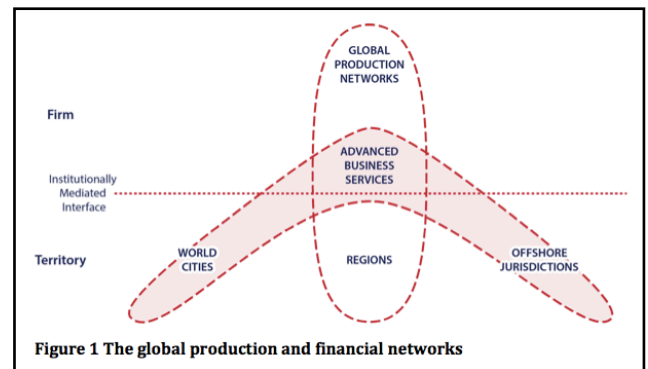 GLOBAL
PRODUCTION
NETWORKS
Firm
ADVANCED
BUSINESS
SERVICES
Institutionally
Mediated
Interface
Territory
WORLD
CITIES
REGIONS
OFFSHORE
JURISDICTIONS
Figure 1 The global production and financial networks